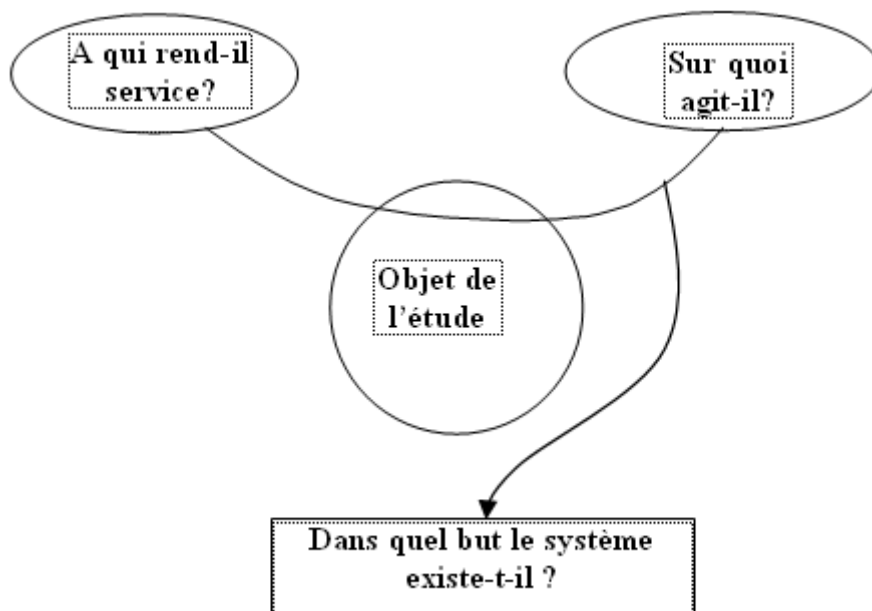 A qui rend-il
service?
Sur quoi
agit-il?
Objet de
l'étude
Dans quel but le système
existe-t-il ?